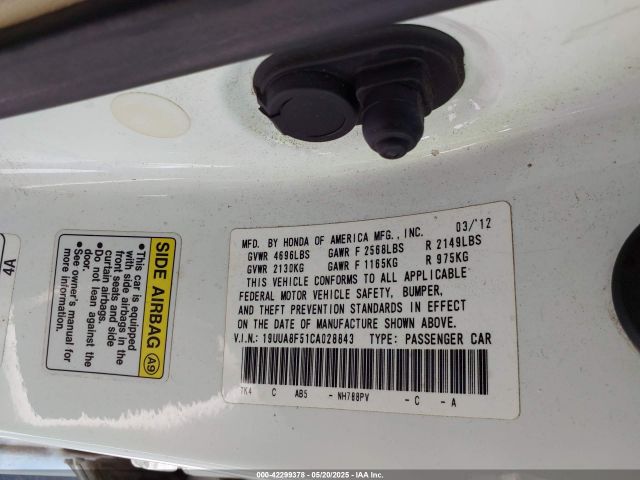 MFD. BY HONDA OF AMERICA MFG., INC. 03/'12
GVWR 4696LBS GAWR F 2568LBS R 2149LBS
GVWR 2130KG GAWR F 1165KG R 975KG
THIS VEHICLE CONFORMS TO ALL APPLICABLE
FEDERAL MOTOR VEHICLE SAFETY, BUMPER,
AND THEFT PREVENTION STANDARDS IN EFFECT
ON THE DATE OF MANUFACTURE SHOWN ABOVE.
V.I.N.: 19UUA8F51CA028843 TYPE: PASSENGER CAR
7K4 C AB5 - NH788PV - C - A
SIDE AIRBAG A9
• This car is equipped
with side airbags in the
front seats and side
curtain airbags.
• Do not lean against the
door.
• See owner's manual for
more information.
4A
000-42299378 - 05/20/2025 - IAA Inc.